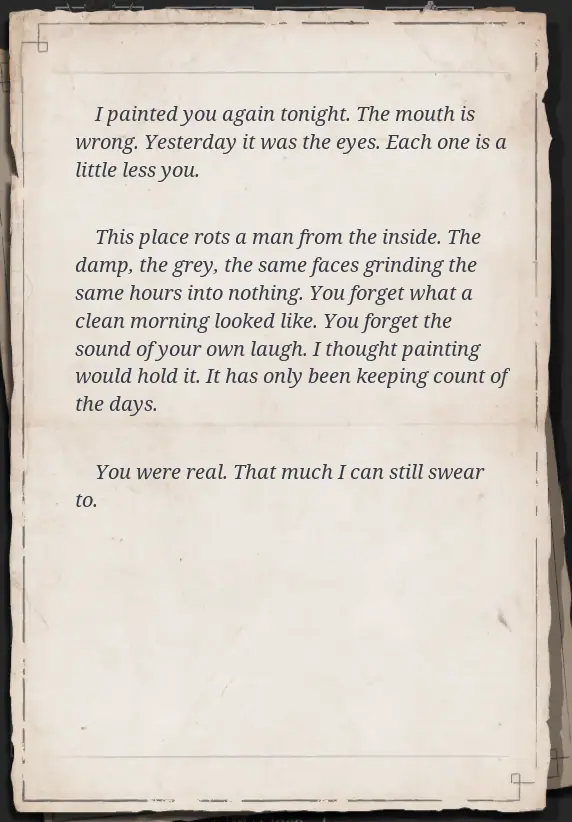 I painted you again tonight. The mouth is
wrong. Yesterday it was the eyes. Each one is a
little less you.
This place rots a man from the inside. The
damp, the grey, the same faces grinding the
same hours into nothing. You forget what a
clean morning looked like. You forget the
sound of your own laugh. I thought painting
would hold it. It has only been keeping count of
the days.
You were real. That much I can still swear
to.